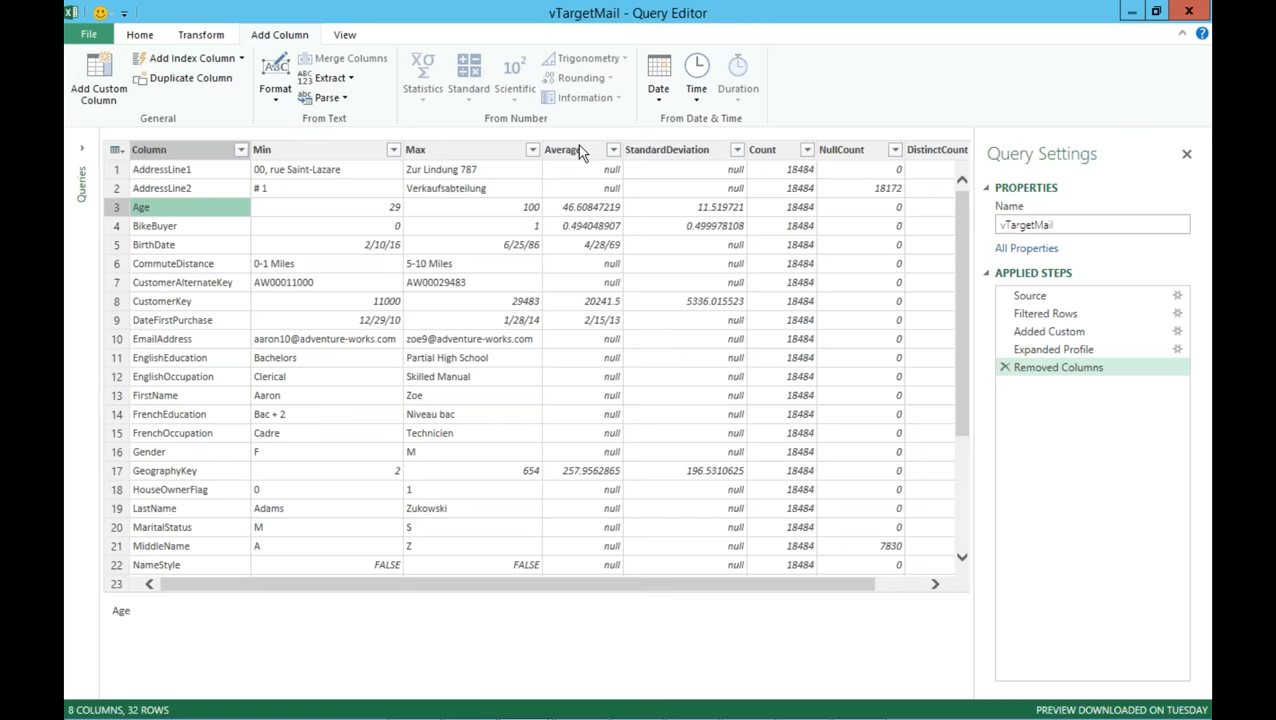 vTargetMail - Query Editor
File Home Transform Add Column View
Add Custom Column
Add Index Column
Duplicate Column
General
Format
Merge Columns
ABC 123 Extract
abc Parse
From Text
XΣ σ Statistics
Standard
10² Scientific
Trigonometry
.00 Rounding
Information
From Number
Date Time Duration
From Date & Time
Queries
Column Min Max Average StandardDeviation Count NullCount DistinctCount
1 AddressLine1 00, rue Saint-Lazare Zur Lindung 787 null null 18484 0
2 AddressLine2 # 1 Verkaufsabteilung null null 18484 18172
3 Age 29 100 46.60847219 11.519721 18484 0
4 BikeBuyer 0 1 0.494048907 0.499978108 18484 0
5 BirthDate 2/10/16 6/25/86 4/28/69 null 18484 0
6 CommuteDistance 0-1 Miles 5-10 Miles null null 18484 0
7 CustomerAlternateKey AW00011000 AW00029483 null null 18484 0
8 CustomerKey 11000 29483 20241.5 5336.015523 18484 0
9 DateFirstPurchase 12/29/10 1/28/14 2/15/13 null 18484 0
10 EmailAddress aaron10@adventure-works.com zoe9@adventure-works.com null null 18484 0
11 EnglishEducation Bachelors Partial High School null null 18484 0
12 EnglishOccupation Clerical Skilled Manual null null 18484 0
13 FirstName Aaron Zoe null null 18484 0
14 FrenchEducation Bac + 2 Niveau bac null null 18484 0
15 FrenchOccupation Cadre Technicien null null 18484 0
16 Gender F M null null 18484 0
17 GeographyKey 2 654 257.9562865 196.5310625 18484 0
18 HouseOwnerFlag 0 1 null null 18484 0
19 LastName Adams Zukowski null null 18484 0
20 MaritalStatus M S null null 18484 0
21 MiddleName A Z null null 18484 7830
22 NameStyle FALSE FALSE null null 18484 0
23
Age
Query Settings
PROPERTIES
Name
vTargetMail
All Properties
APPLIED STEPS
Source
Filtered Rows
Added Custom
Expanded Profile
Removed Columns
8 COLUMNS, 32 ROWS
PREVIEW DOWNLOADED ON TUESDAY